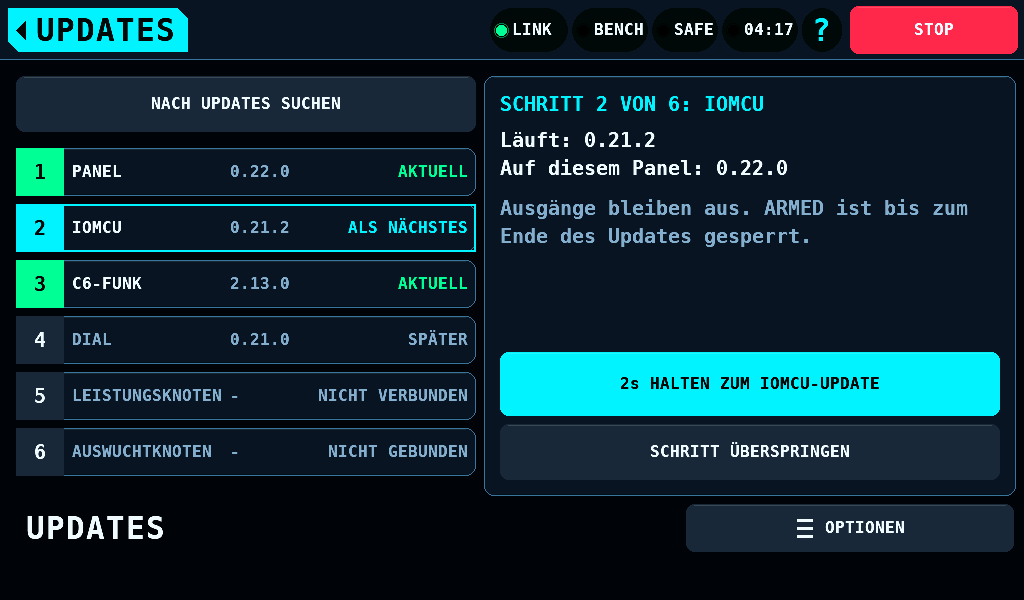 UPDATES
LINK
BENCH
SAFE
04:17
?
STOP
NACH UPDATES SUCHEN
1 PANEL 0.22.0 AKTUELL
2 IOMCU 0.21.2 ALS NÄCHSTES
3 C6-FUNK 2.13.0 AKTUELL
4 DIAL 0.21.0 SPÄTER
5 LEISTUNGSKNOTEN - NICHT VERBUNDEN
6 AUSWUCHTKNOTEN - NICHT GEBUNDEN
SCHRITT 2 VON 6: IOMCU
Läuft: 0.21.2
Auf diesem Panel: 0.22.0
Ausgänge bleiben aus. ARMED ist bis zum
Ende des Updates gesperrt.
2s HALTEN ZUM IOMCU-UPDATE
SCHRITT ÜBERSPRINGEN
UPDATES
OPTIONEN